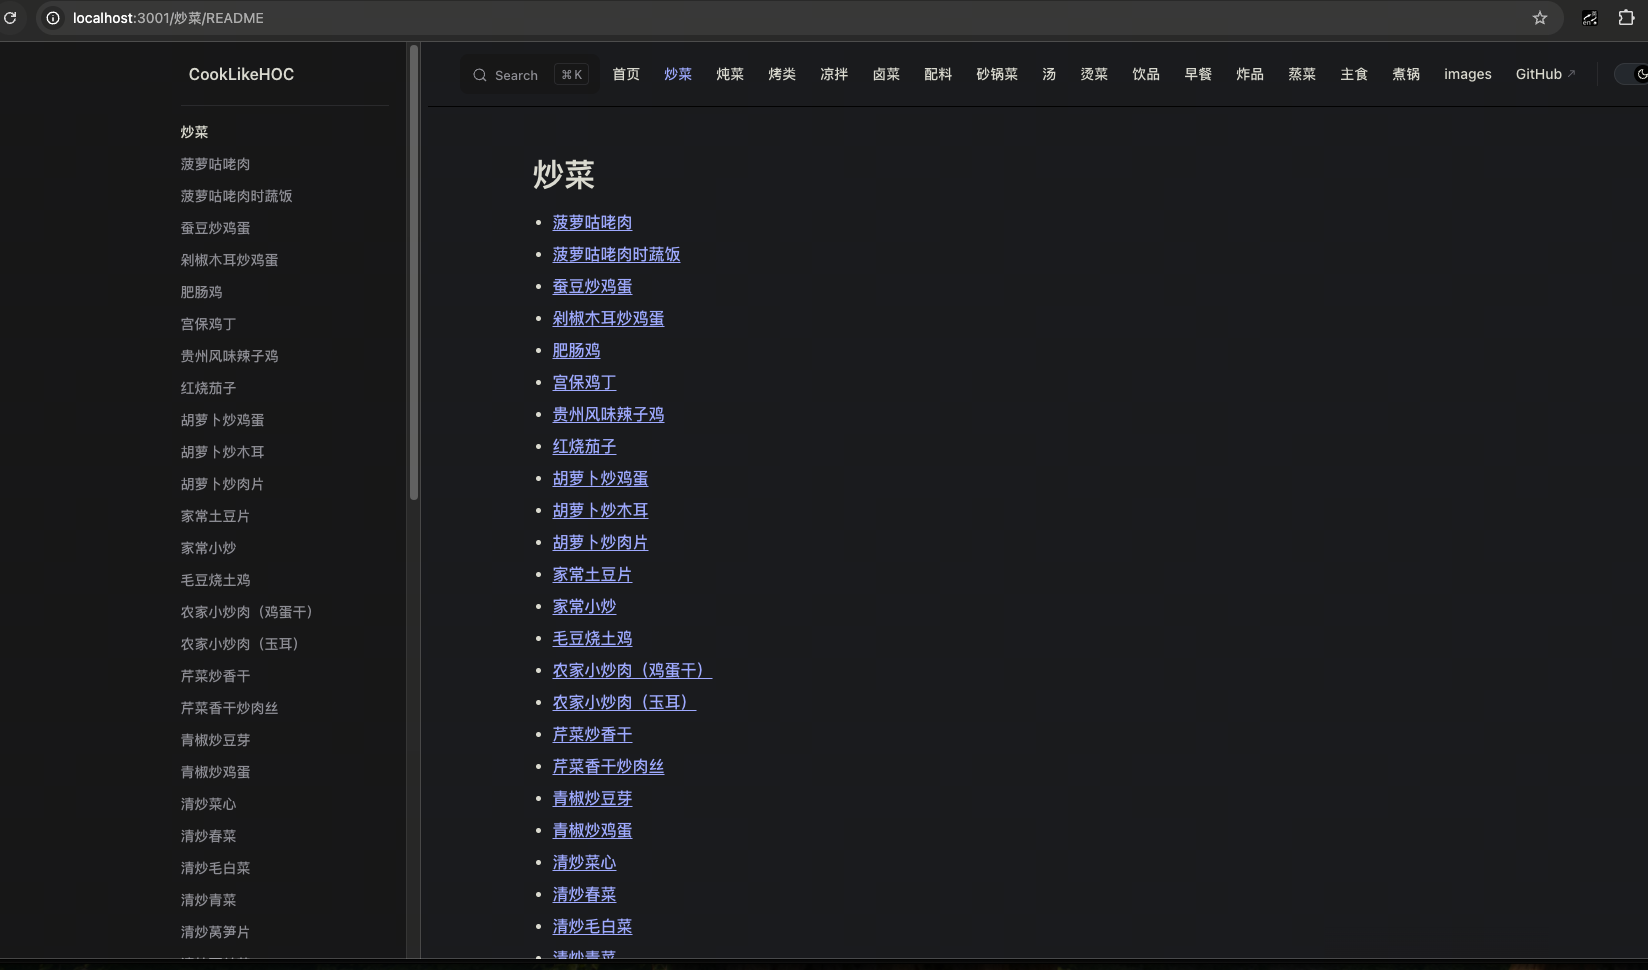 localhost:3001/炒菜/README
CookLikeHOC
炒菜
菠萝咕咾肉
菠萝咕咾肉时蔬饭
蚕豆炒鸡蛋
剁椒木耳炒鸡蛋
肥肠鸡
宫保鸡丁
贵州风味辣子鸡
红烧茄子
胡萝卜炒鸡蛋
胡萝卜炒木耳
胡萝卜炒肉片
家常土豆片
家常小炒
毛豆烧土鸡
农家小炒肉（鸡蛋干）
农家小炒肉（玉耳）
芹菜炒香干
芹菜香干炒肉丝
青椒炒豆芽
青椒炒鸡蛋
清炒菜心
清炒春菜
清炒毛白菜
清炒青菜
清炒莴笋片
Search ⌘ K 首页 炒菜 炖菜 烤类 凉拌 卤菜 配料 砂锅菜 汤 烫菜 饮品 早餐 炸品 蒸菜 主食 煮锅 images GitHub
炒菜
菠萝咕咾肉
菠萝咕咾肉时蔬饭
蚕豆炒鸡蛋
剁椒木耳炒鸡蛋
肥肠鸡
宫保鸡丁
贵州风味辣子鸡
红烧茄子
胡萝卜炒鸡蛋
胡萝卜炒木耳
胡萝卜炒肉片
家常土豆片
家常小炒
毛豆烧土鸡
农家小炒肉（鸡蛋干）
农家小炒肉（玉耳）
芹菜炒香干
芹菜香干炒肉丝
青椒炒豆芽
青椒炒鸡蛋
清炒菜心
清炒春菜
清炒毛白菜
清炒青菜